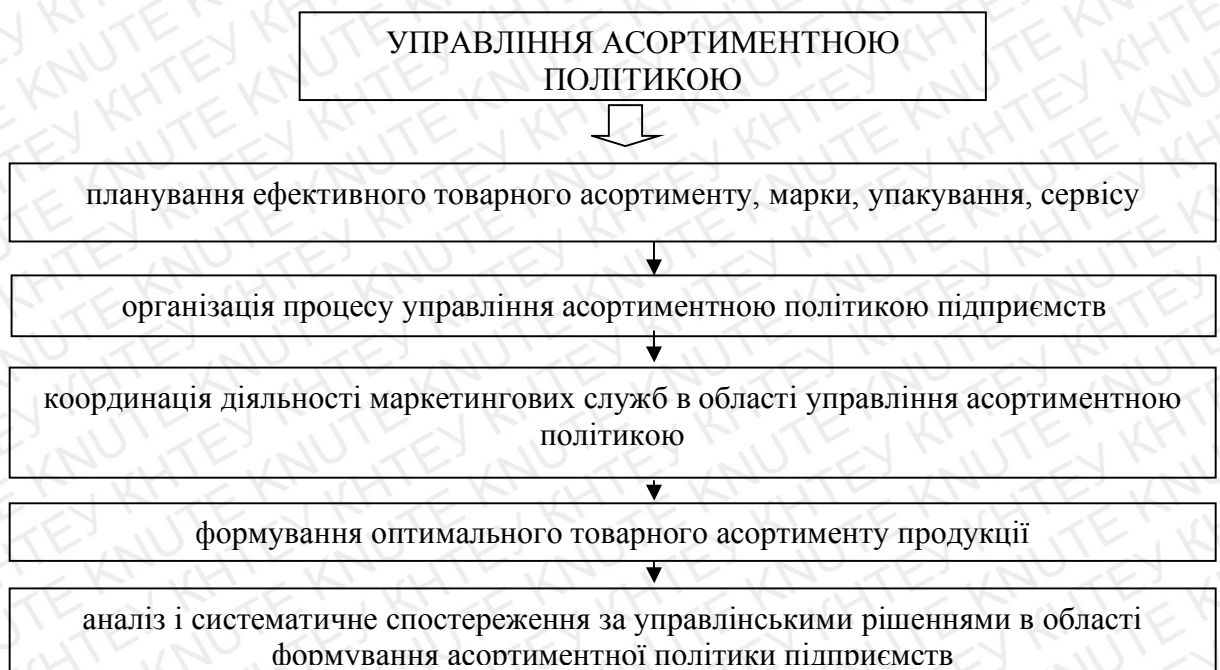 УПРАВЛІННЯ АСОРТИМЕНТНОЮ
ПОЛІТИКОЮ
планування ефективного товарного асортименту, марки, упакування, сервісу
організація процесу управління асортиментною політикою підприємств
координація діяльності маркетингових служб в області управління асортиментною
політикою
формування оптимального товарного асортименту продукції
аналіз і систематичне спостереження за управлінськими рішеннями в області
формування асортиментної політики підприємств